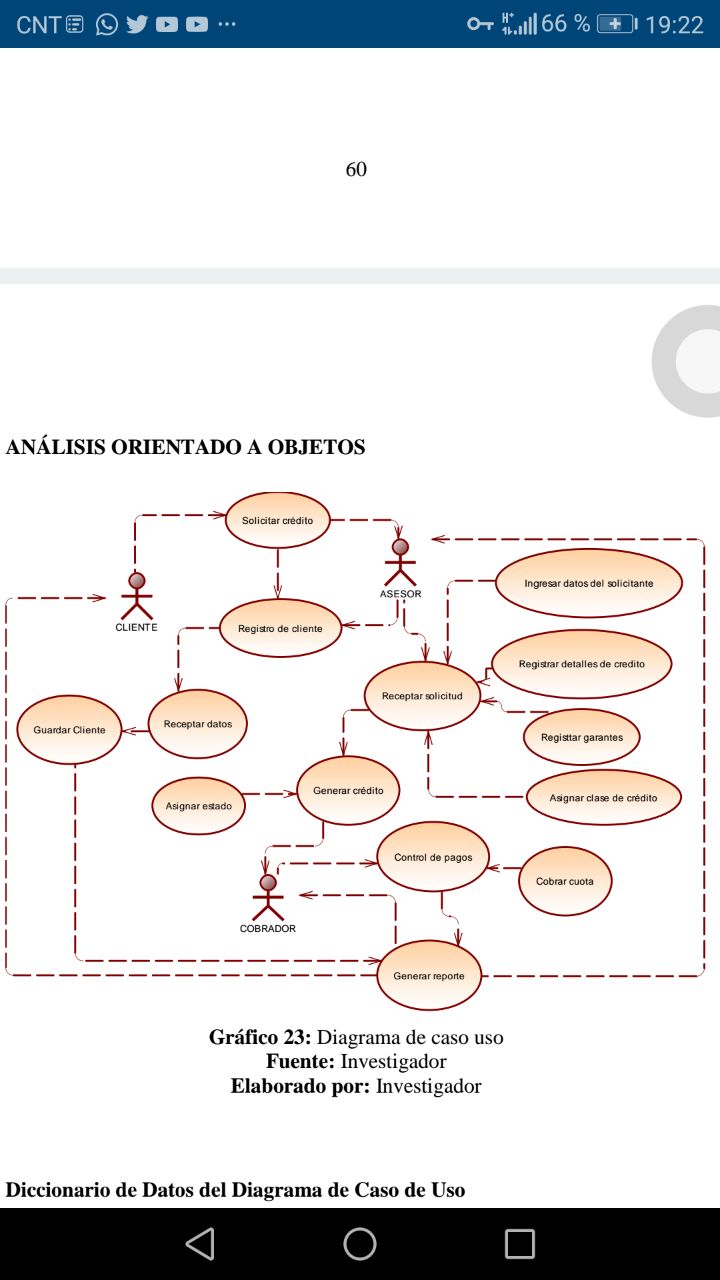 CNT ... 66 % 19:22
60
ANÁLISIS ORIENTADO A OBJETOS
Solicitar crédito
ASESOR
Ingresar datos del solicitante
CLIENTE
Registro de cliente
Registrar detalles de credito
Receptar solicitud
Guardar Cliente
Receptar datos
Registtar garantes
Generar crédito
Asignar estado
Asignar clase de crédito
Control de pagos
Cobrar cuota
COBRADOR
Generar reporte
Gráfico 23: Diagrama de caso uso
Fuente: Investigador
Elaborado por: Investigador
Diccionario de Datos del Diagrama de Caso de Uso